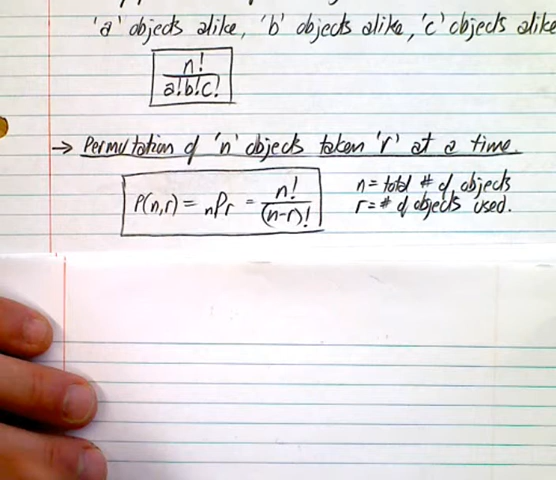 'a' objects alike, 'b' objects alike, 'c' objects alike
n!
a!b!c!
→ Permutation of 'n' objects taken 'r' at a time.
P(n,r) = nPr = n!/(n-r)!
n = total # of objects
r = # of objects used.